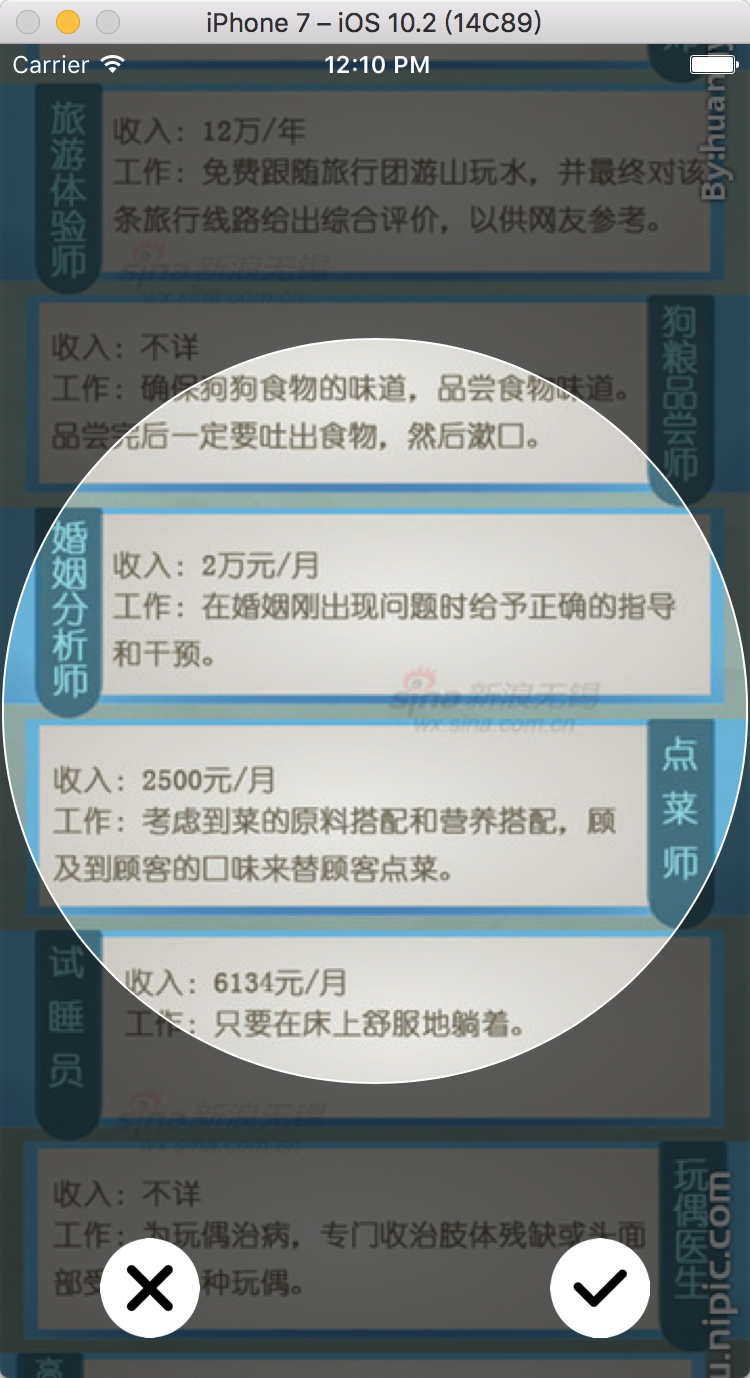 iPhone 7 – iOS 10.2 (14C89)
Carrier
12:10 PM
旅游体验师
收入：12万/年
工作：免费跟随旅行团游山玩水，并最终对该
条旅行线路给出综合评价，以供网友参考。
By:huan
sina新浪无锡
wx.sina.com.cn
狗粮品尝师
收入：不详
工作：确保狗狗食物的味道，品尝食物味道。
品尝完后一定要吐出食物，然后漱口。
婚姻分析师
收入：2万元/月
工作：在婚姻刚出现问题时给予正确的指导
和干预。
sina新浪无锡
wx.sina.com.cn
点菜师
收入：2500元/月
工作：考虑到菜的原料搭配和营养搭配，顾
及到顾客的口味来替顾客点菜。
试睡员
收入：6134元/月
工作：只要在床上舒服地躺着。
sina新浪无锡
wx.sina.com.cn
玩偶医生
收入：不详
工作：为玩偶治病，专门收治肢体残缺或头面
部受 种玩偶。
u.nipic.com
高